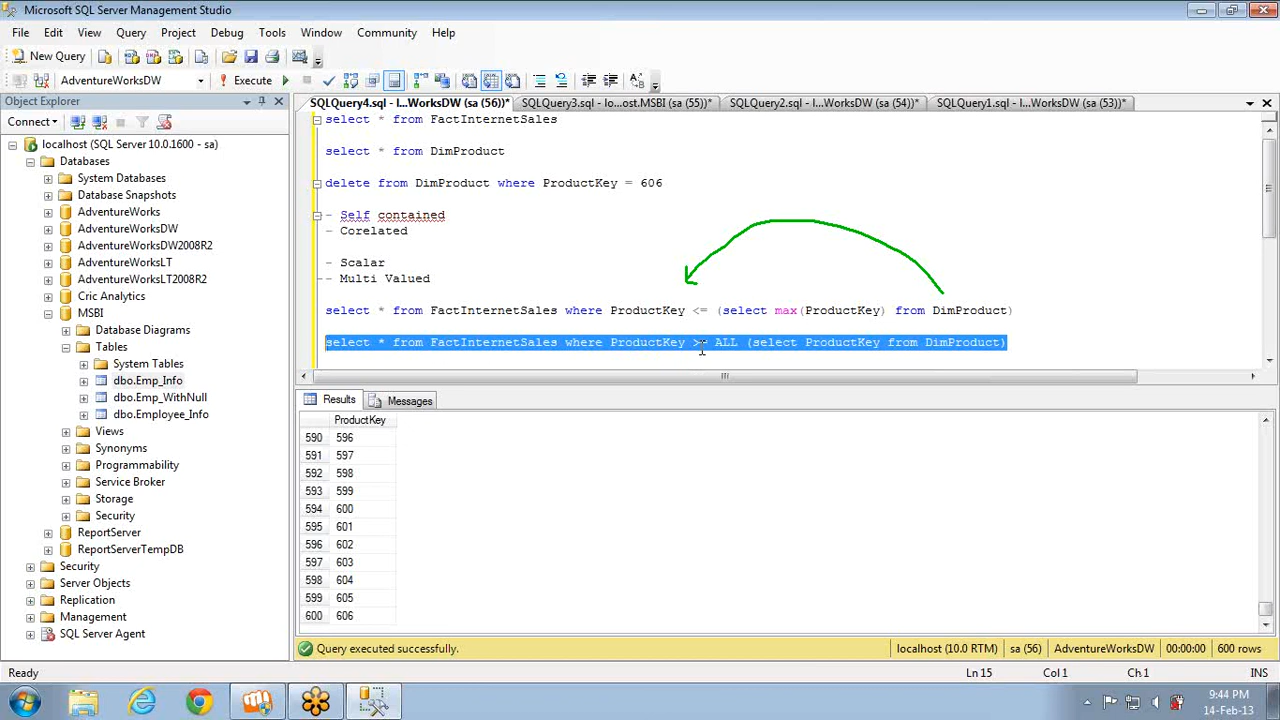 Microsoft SQL Server Management Studio
File Edit View Query Project Debug Tools Window Community Help
New Query
AdventureWorksDW Execute
Object Explorer
SQLQuery4.sql - l...WorksDW (sa (56))* SQLQuery3.sql - lo...ost.MSBI (sa (55))* SQLQuery2.sql - l...WorksDW (sa (54))* SQLQuery1.sql - l...WorksDW (sa (53))*
Connect
localhost (SQL Server 10.0.1600 - sa)
Databases
System Databases
Database Snapshots
AdventureWorks
AdventureWorksDW
AdventureWorksDW2008R2
AdventureWorksLT
AdventureWorksLT2008R2
Cric Analytics
MSBI
Database Diagrams
Tables
System Tables
dbo.Emp_Info
dbo.Emp_WithNull
dbo.Employee_Info
Views
Synonyms
Programmability
Service Broker
Storage
Security
ReportServer
ReportServerTempDB
Security
Server Objects
Replication
Management
SQL Server Agent
select * from FactInternetSales
select * from DimProduct
delete from DimProduct where ProductKey = 606
- Self contained
- Corelated
- Scalar
- Multi Valued
select * from FactInternetSales where ProductKey <= (select max(ProductKey) from DimProduct)
select * from FactInternetSales where ProductKey >= ALL (select ProductKey from DimProduct)
Results Messages
ProductKey
590 596
591 597
592 598
593 599
594 600
595 601
596 602
597 603
598 604
599 605
600 606
Query executed successfully. localhost (10.0 RTM) sa (56) AdventureWorksDW 00:00:00 600 rows
Ready Ln 15 Col 1 Ch 1 INS
9:44 PM
14-Feb-13